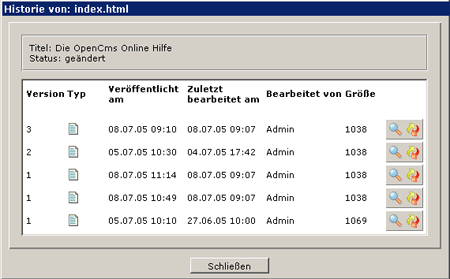 Historie von: index.html
Titel: Die OpenCms Online Hilfe
Status: geändert
Version Typ Veröffentlicht am Zuletzt bearbeitet am Bearbeitet von Größe
3 08.07.05 09:10 08.07.05 09:07 Admin 1038
2 05.07.05 10:30 04.07.05 17:42 Admin 1038
1 08.07.05 11:14 08.07.05 09:07 Admin 1038
1 08.07.05 10:49 08.07.05 09:07 Admin 1038
1 05.07.05 10:10 27.06.05 10:00 Admin 1069
Schließen